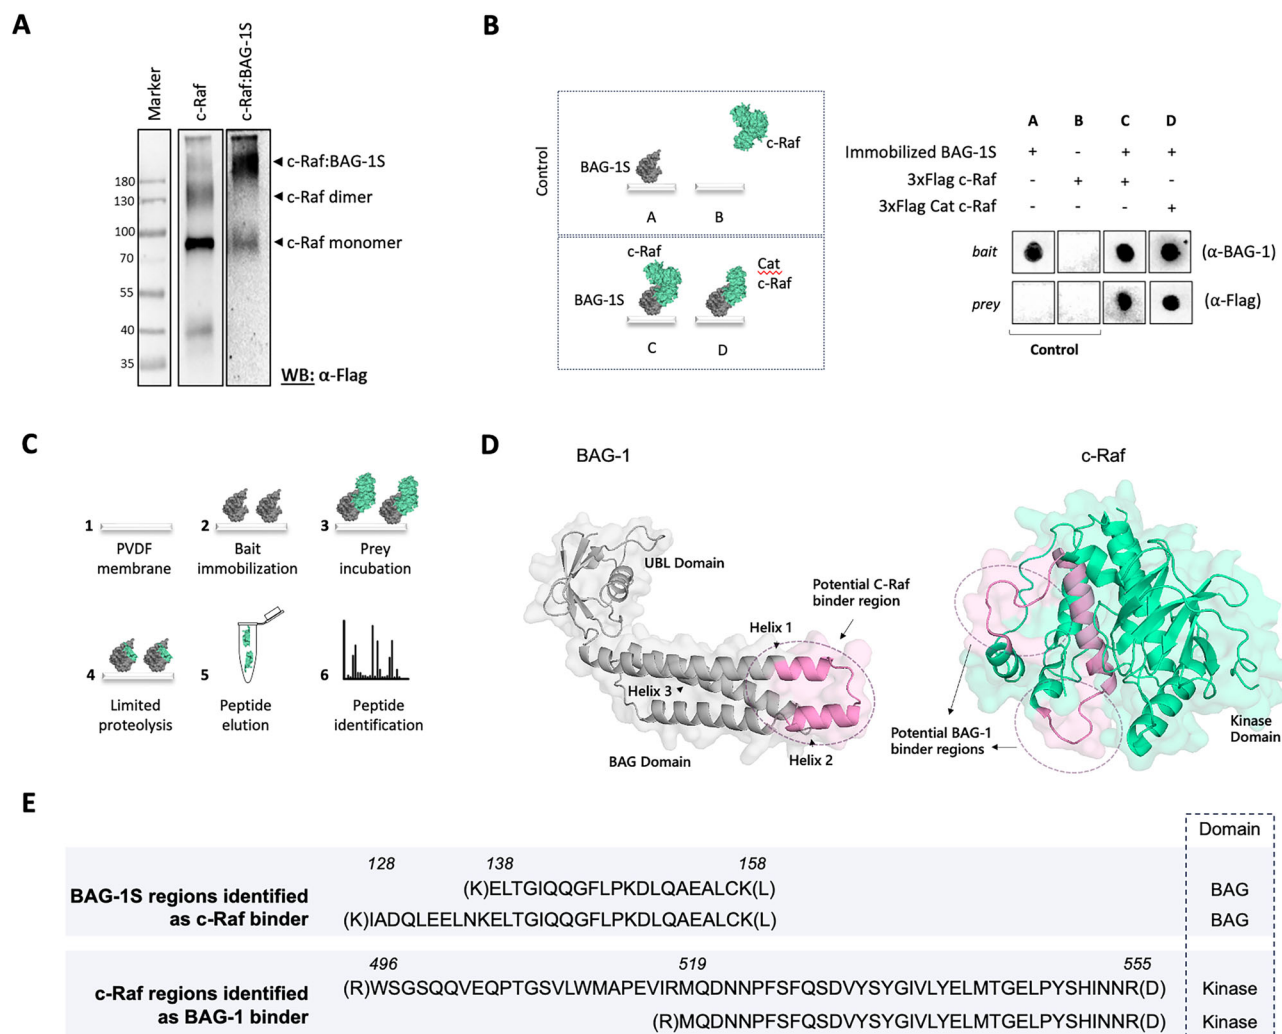 A
Marker
c-Raf
c-Raf:BAG-1S
180
130
100
70
55
40
35
c-Raf:BAG-1S
c-Raf dimer
c-Raf monomer
WB: α-Flag
B
Control
c-Raf
BAG-1S
A B
c-Raf
Cat
c-Raf
BAG-1S
C D
A B C D
Immobilized BAG-1S + - + +
3xFlag c-Raf - + + -
3xFlag Cat c-Raf - - - +
bait (α-BAG-1)
prey (α-Flag)
Control
C
1 PVDF
membrane
2 Bait
immobilization
3 Prey
incubation
4 Limited
proteolysis
5 Peptide
elution
6 Peptide
identification
D
BAG-1
UBL Domain
Potential C-Raf
binder region
Helix 1
Helix 3
BAG Domain
Helix 2
c-Raf
Potential BAG-1
binder regions
Kinase
Domain
E
Domain
128 138 158
BAG-1S regions identified
as c-Raf binder
(K)ELTGIQQGFLPKDLQAEALCK(L) BAG
(K)IADQLEELNKELTGIQQGFLPKDLQAEALCK(L) BAG
496 519 555
c-Raf regions identified
as BAG-1 binder
(R)WSGSQQVEQPTGSVLWMAPEVIRMQDNNPFSFQSDVYSYGIVLYELMTGELPYSHINNR(D) Kinase
(R)MQDNNPFSFQSDVYSYGIVLYELMTGELPYSHINNR(D) Kinase